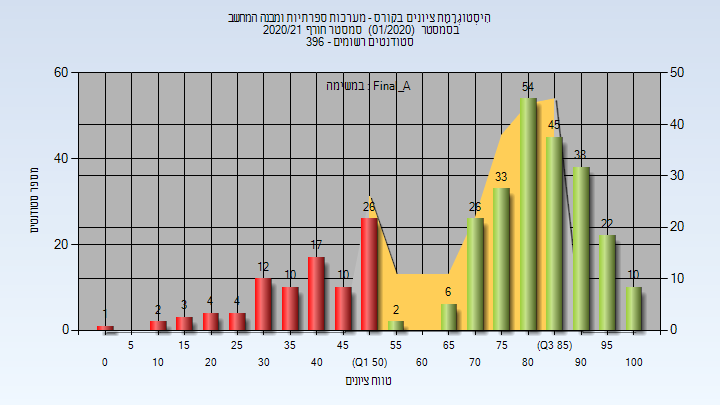 היסטוגרמת ציונים בקורס - מערכות ספרתיות ומבנה המחשב
בסמסטר (01/2020) סמסטר חורף 2020/21
סטודנטים רשומים - 396
במשימה : Final_A
60 50
40 40 30
20 20 10
0 0
מספר סטודנטים
1 2 3 4 4 12 10 17 10 26 2 6 26 33 54 45 38 22 10
5 15 25 35 45 55 65 75 (Q3 85) 95
0 10 20 30 40 (Q1 50) 60 70 80 90 100
טווח ציונים